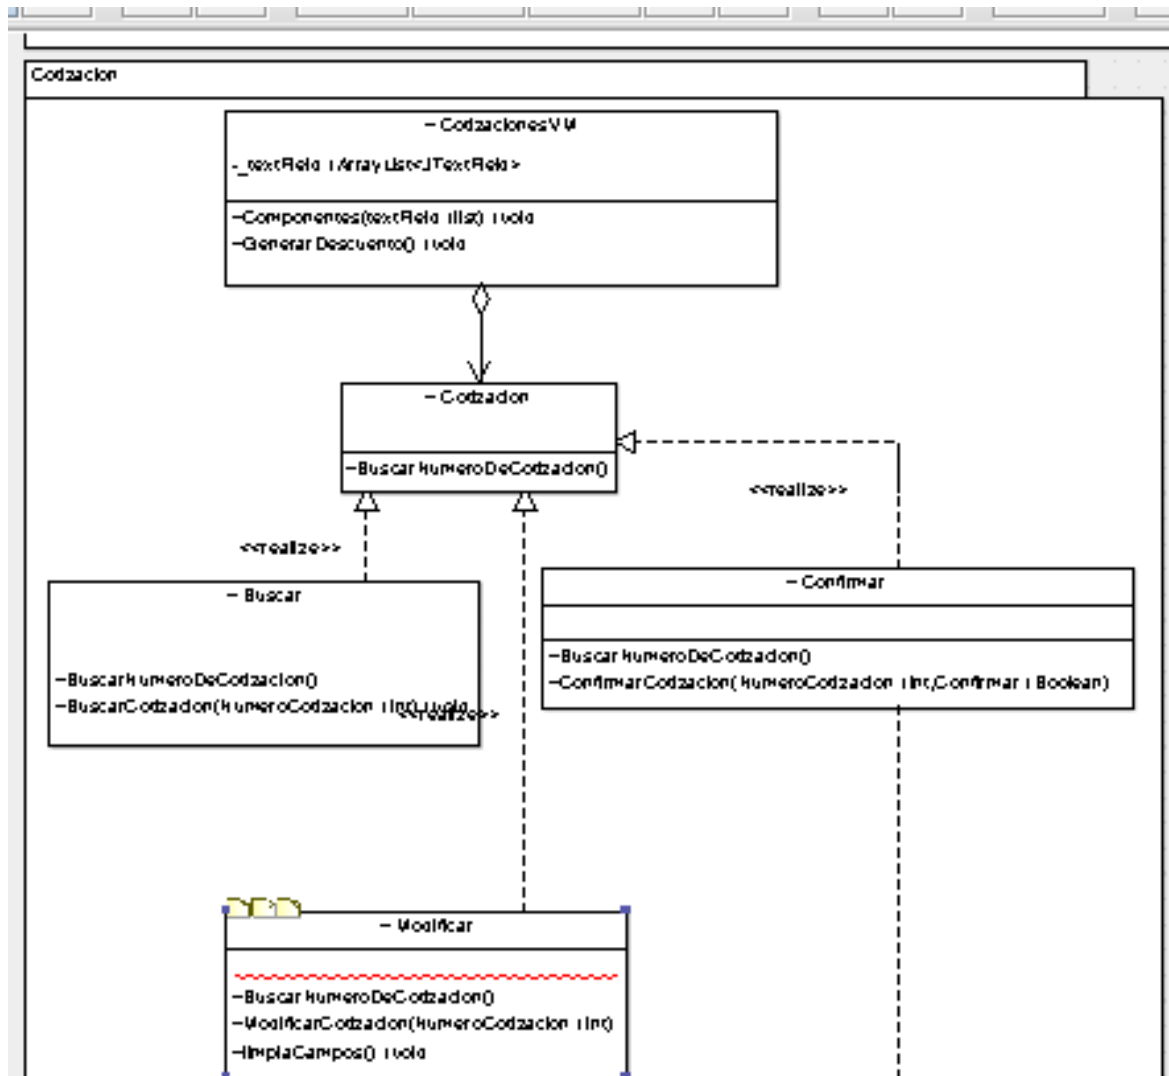 Cotizacion
+ CotizacionesVM
-_textField : ArrayList<JTextField>
+Componentes(textField :list) : void
+GenerarDescuento() : void
+ Cotizacion
+BuscarNumeroDeCotizacion()
<<realize>>
<<realize>>
+ Buscar
+BuscarNumeroDeCotizacion()
+BuscarCotizacion(NumeroCotizacion : int) : void
<<realize>>
+ Confirmar
+BuscarNumeroDeCotizacion()
+ConfirmarCotizacion( NumeroCotizacion : int,Confirmar : Boolean)
+ Modificar
+BuscarNumeroDeCotizacion()
+ModificarCotizacion(NumeroCotizacion : int)
+limpiaCampos() : void